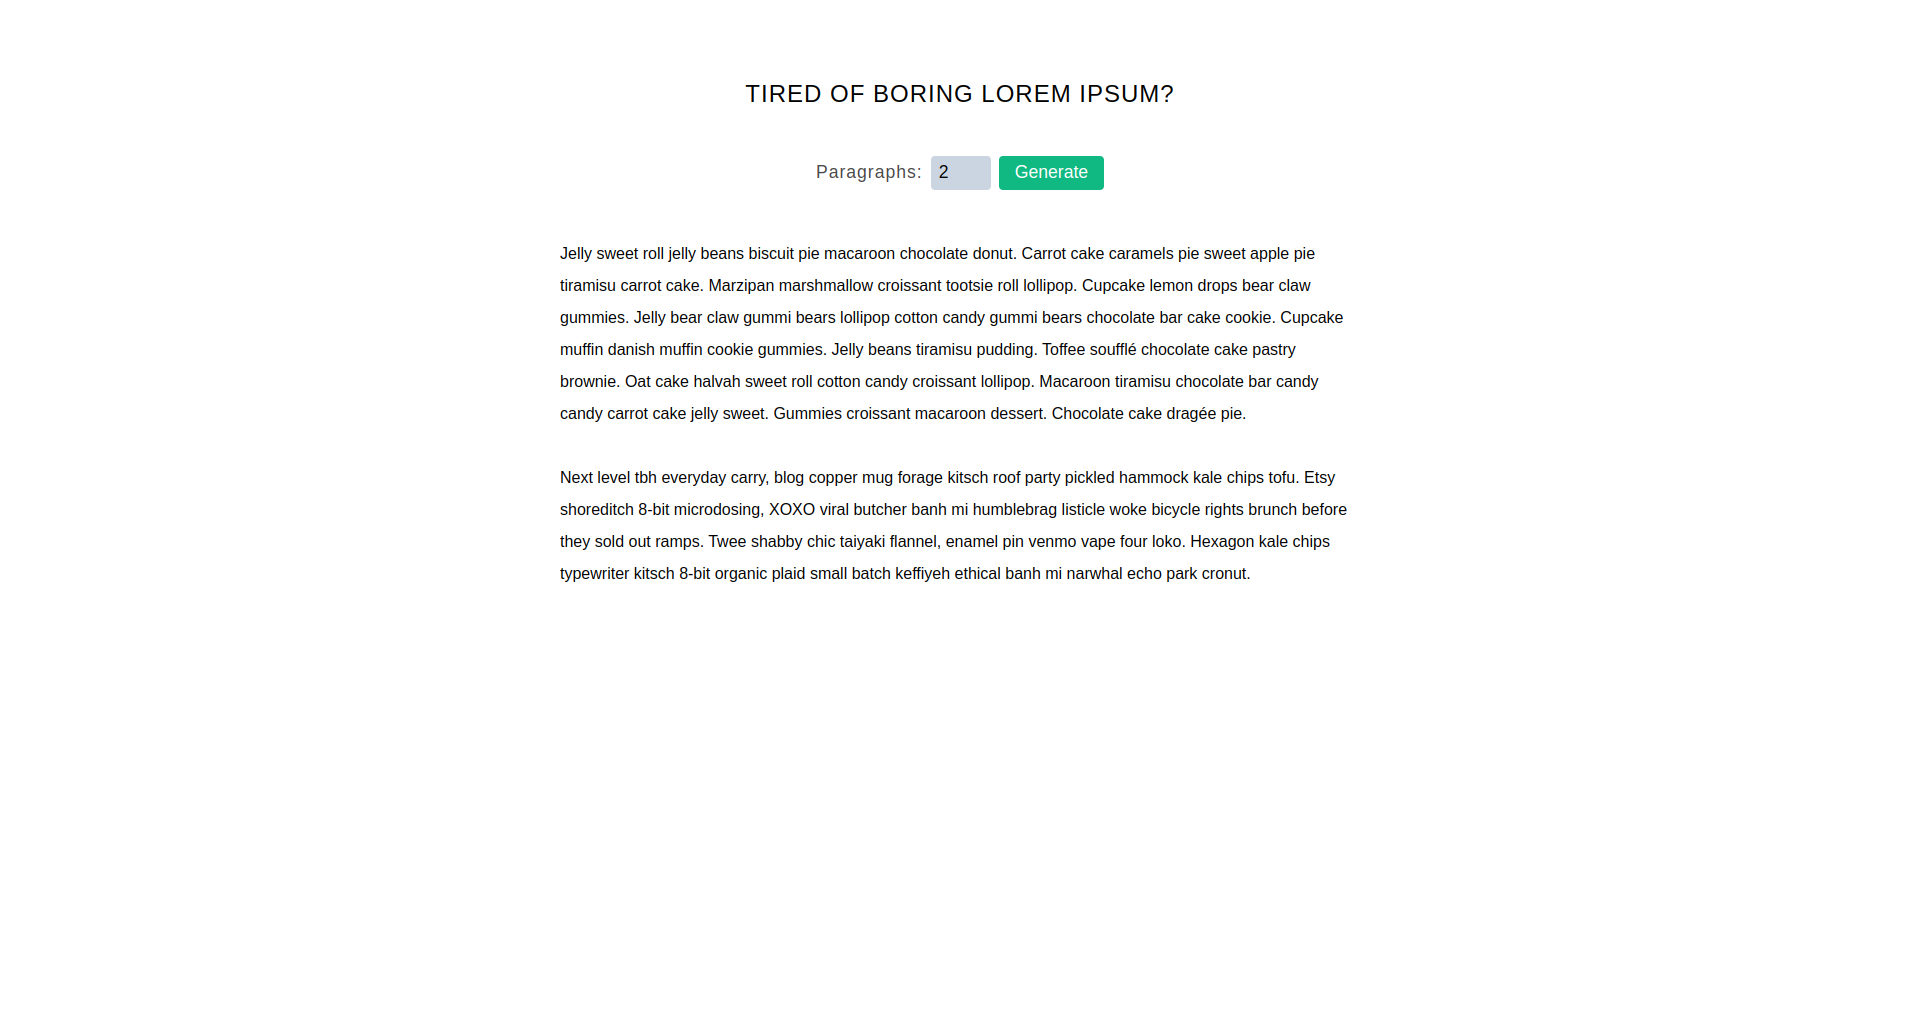 TIRED OF BORING LOREM IPSUM?
Paragraphs: 2 Generate
Jelly sweet roll jelly beans biscuit pie macaroon chocolate donut. Carrot cake caramels pie sweet apple pie
tiramisu carrot cake. Marzipan marshmallow croissant tootsie roll lollipop. Cupcake lemon drops bear claw
gummies. Jelly bear claw gummi bears lollipop cotton candy gummi bears chocolate bar cake cookie. Cupcake
muffin danish muffin cookie gummies. Jelly beans tiramisu pudding. Toffee soufflé chocolate cake pastry
brownie. Oat cake halvah sweet roll cotton candy croissant lollipop. Macaroon tiramisu chocolate bar candy
candy carrot cake jelly sweet. Gummies croissant macaroon dessert. Chocolate cake dragée pie.
Next level tbh everyday carry, blog copper mug forage kitsch roof party pickled hammock kale chips tofu. Etsy
shoreditch 8-bit microdosing, XOXO viral butcher banh mi humblebrag listicle woke bicycle rights brunch before
they sold out ramps. Twee shabby chic taiyaki flannel, enamel pin venmo vape four loko. Hexagon kale chips
typewriter kitsch 8-bit organic plaid small batch keffiyeh ethical banh mi narwhal echo park cronut.